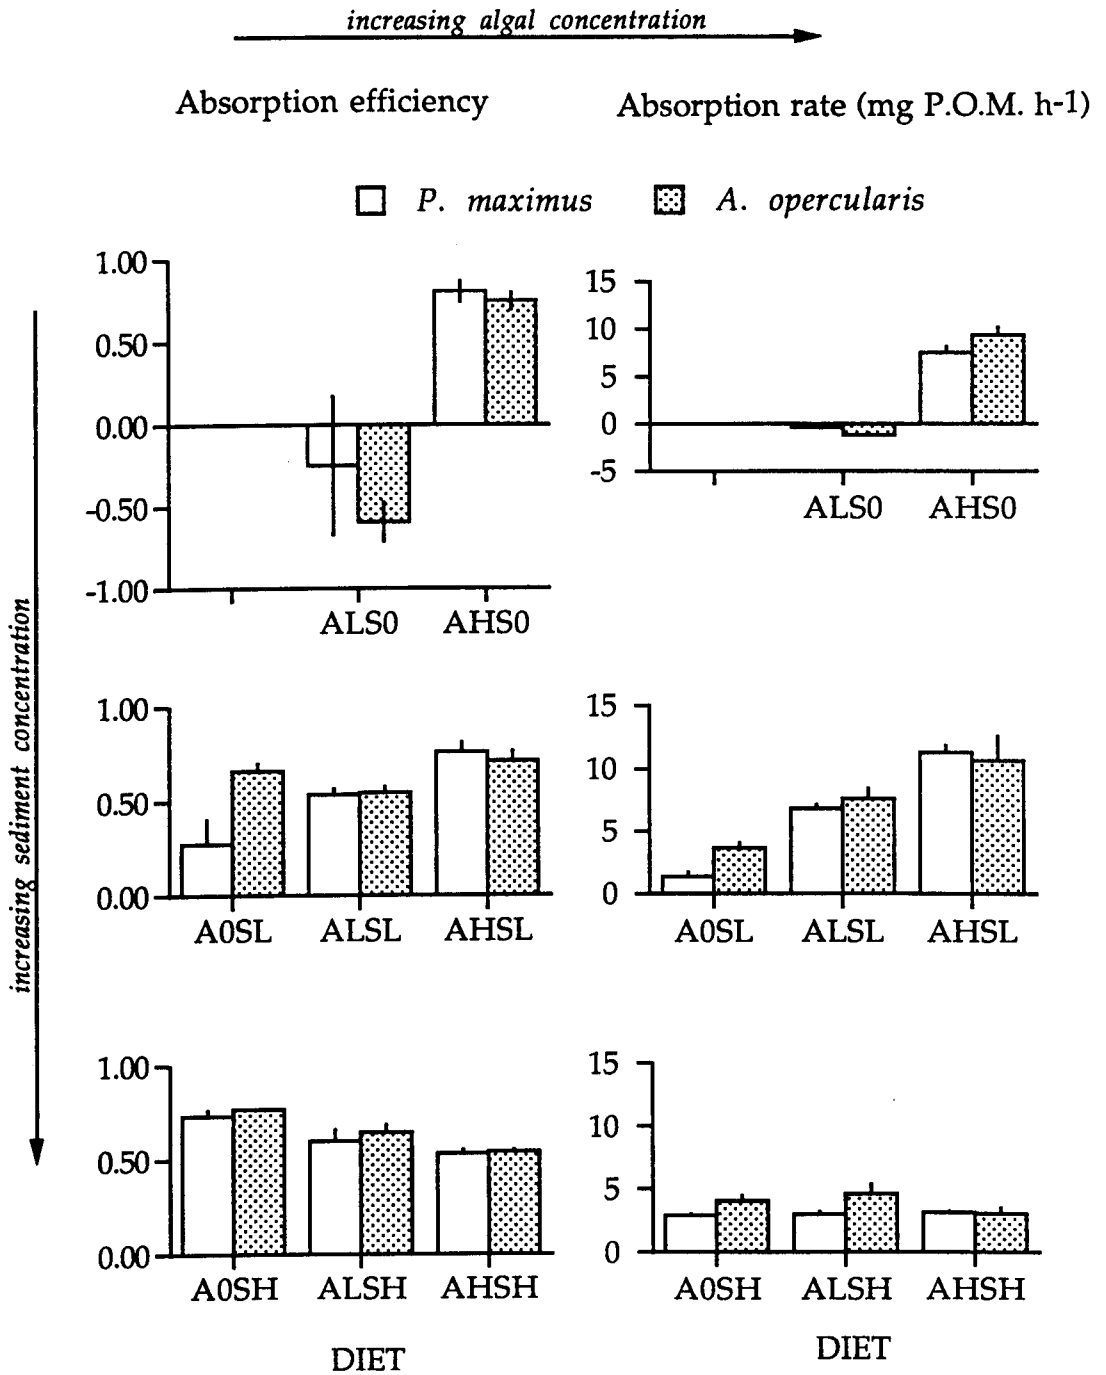 increasing algal concentration
Absorption efficiency
Absorption rate (mg P.O.M. h-1)
P. maximus
A. opercularis
increasing sediment concentration
1.00
0.50
0.00
-0.50
-1.00
ALS0
AHS0
15
10
5
0
-5
ALS0
AHS0
1.00
0.50
0.00
A0SL
ALSL
AHSL
15
10
5
0
A0SL
ALSL
AHSL
1.00
0.50
0.00
A0SH
ALSH
AHSH
DIET
15
10
5
0
A0SH
ALSH
AHSH
DIET